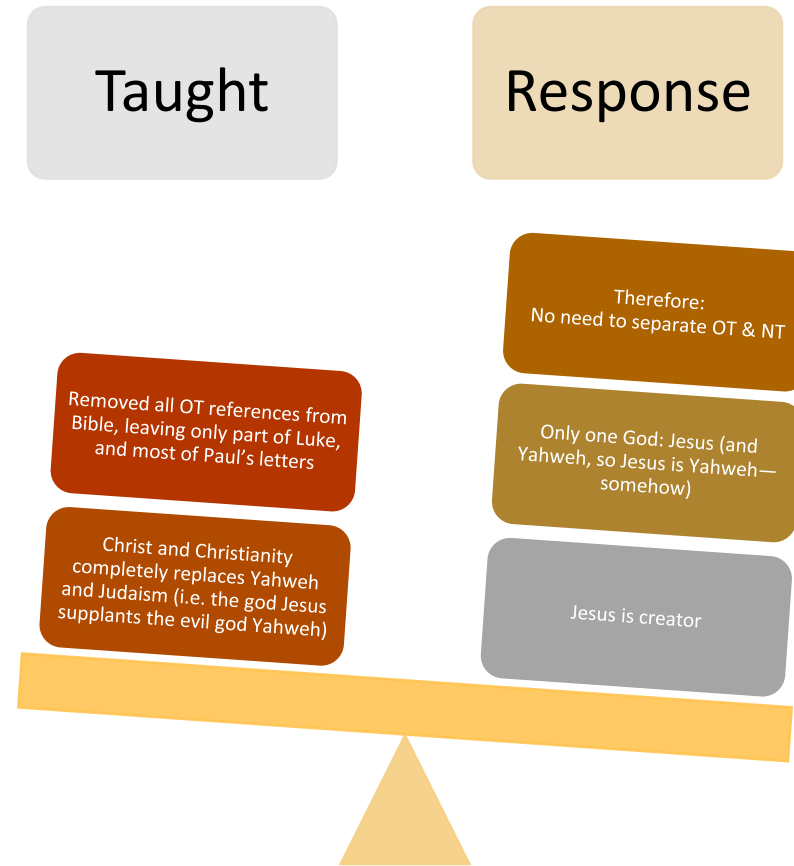 Taught
Response
Therefore:
No need to separate OT & NT
Removed all OT references from
Bible, leaving only part of Luke,
and most of Paul's letters
Only one God: Jesus (and
Yahweh, so Jesus is Yahweh—
somehow)
Christ and Christianity
completely replaces Yahweh
and Judaism (i.e. the god Jesus
supplants the evil god Yahweh)
Jesus is creator